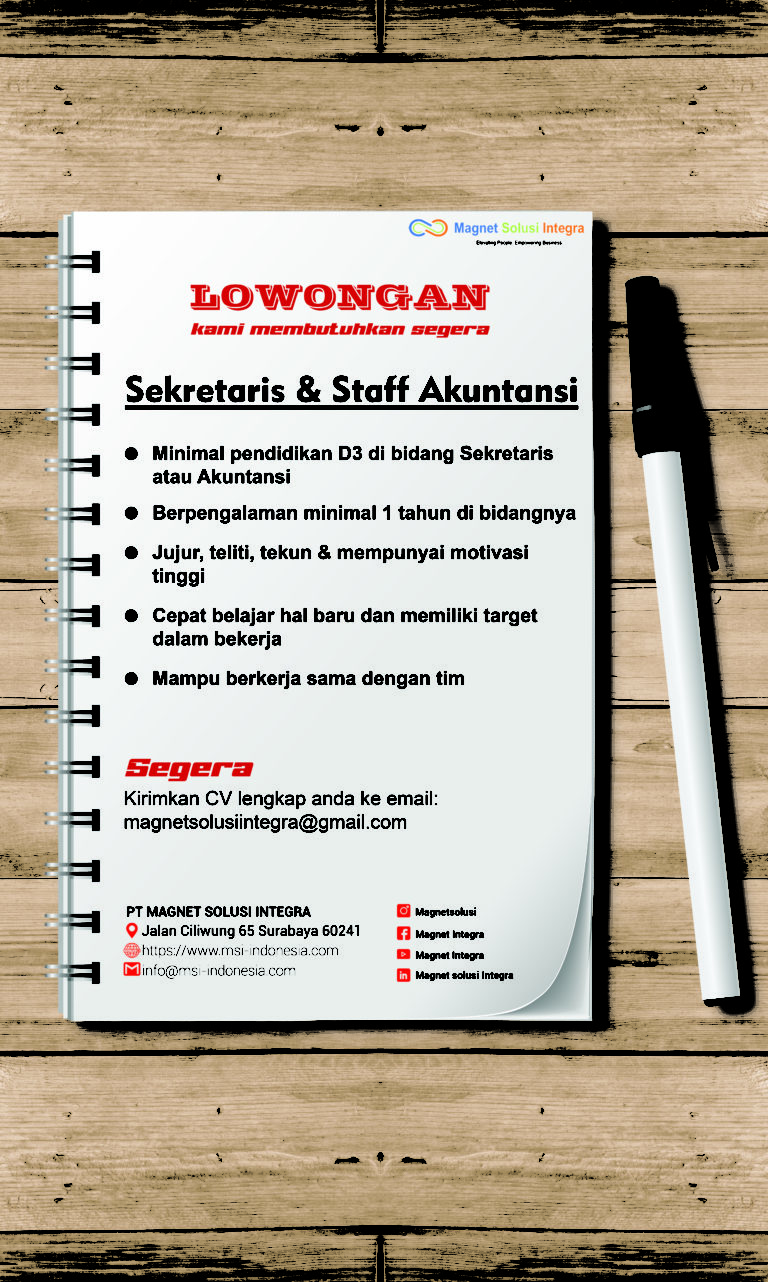 Magnet Solusi Integra
Elevating People. Empowering Business
LOWONGAN
kami membutuhkan segera
Sekretaris & Staff Akuntansi
● Minimal pendidikan D3 di bidang Sekretaris
atau Akuntansi
● Berpengalaman minimal 1 tahun di bidangnya
● Jujur, teliti, tekun & mempunyai motivasi
tinggi
● Cepat belajar hal baru dan memiliki target
dalam bekerja
● Mampu berkerja sama dengan tim
Segera
Kirimkan CV lengkap anda ke email:
magnetsolusiintegra@gmail.com
PT MAGNET SOLUSI INTEGRA
Jalan Ciliwung 65 Surabaya 60241
https://www.msi-indonesia.com
info@msi-indonesia.com
Magnetsolusi
Magnet Integra
Magnet Integra
Magnet solusi Integra